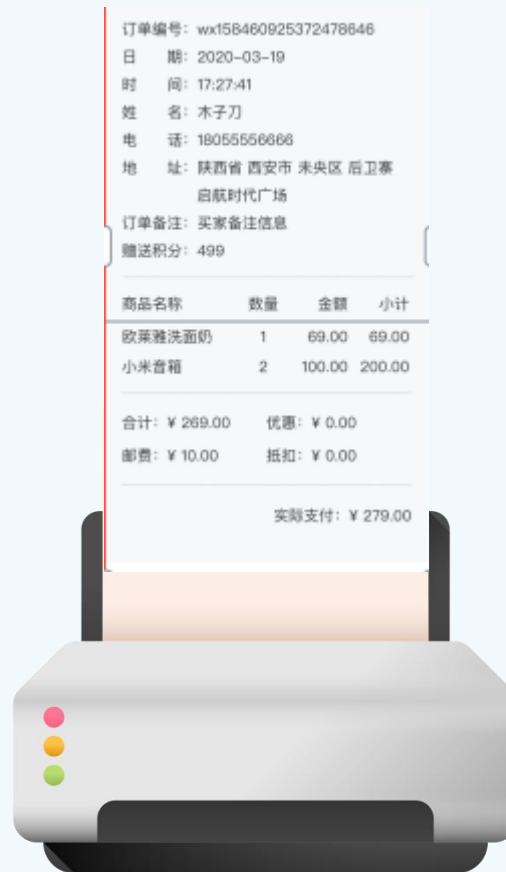 订单编号：wx158460925372478646
日 期：2020-03-19
时 间：17:27:41
姓 名：木子刀
电 话：18055556666
地 址：陕西省 西安市 未央区 后卫寨
启航时代广场
订单备注：买家备注信息
赠送积分：499
商品名称 数量 金额 小计
欧莱雅洗面奶 1 69.00 69.00
小米音箱 2 100.00 200.00
合计：¥ 269.00 优惠：¥ 0.00
邮费：¥ 10.00 抵扣：¥ 0.00
实际支付：¥ 279.00